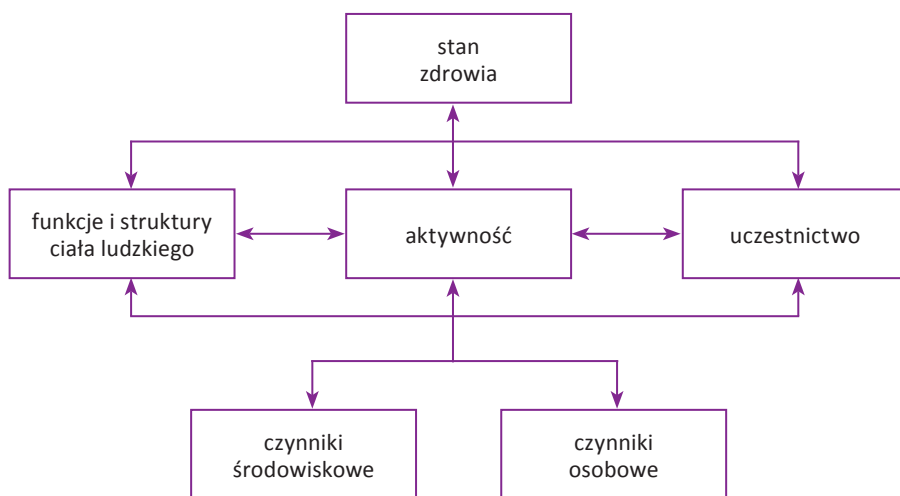 stan
zdrowia
funkcje i struktury
ciała ludzkiego
aktywność
uczestnictwo
czynniki
środowiskowe
czynniki
osobowe